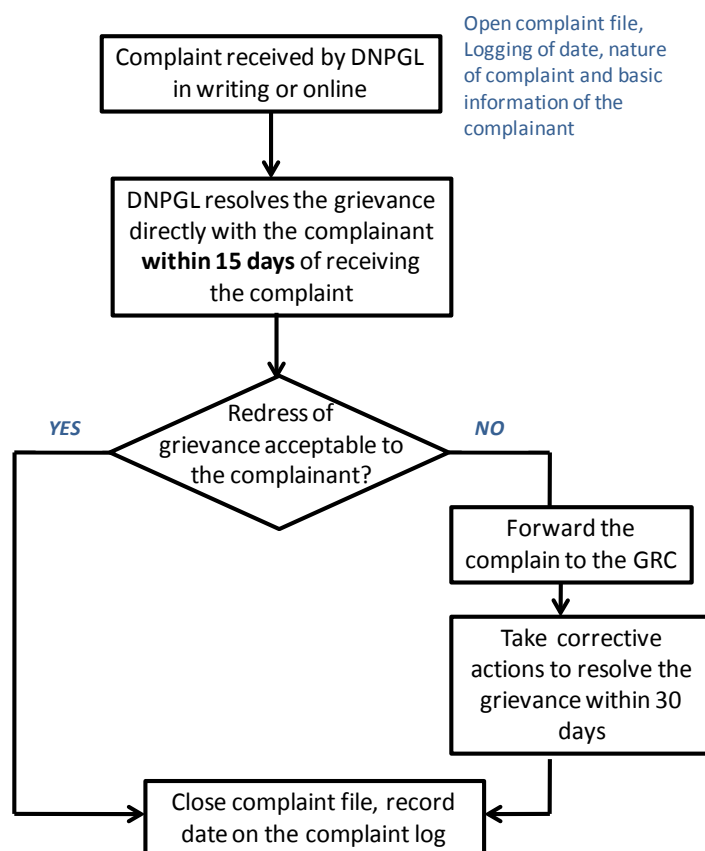 Complaint received by DNPGL
in writing or online
Open complaint file,
Logging of date, nature
of complaint and basic
information of the
complainant
DNPGL resolves the grievance
directly with the complainant
within 15 days of receiving
the complaint
Redress of
grievance acceptable to
the complainant?
YES
NO
Forward the
complain to the GRC
Take corrective
actions to resolve the
grievance within 30
days
Close complaint file, record
date on the complaint log